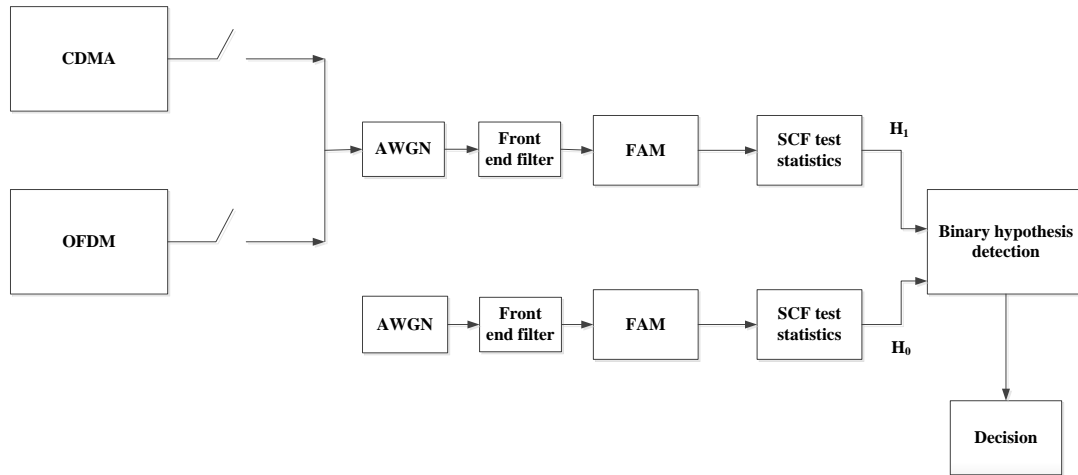 CDMA
OFDM
AWGN
Front
end filter
FAM
SCF test
statistics
H₁
AWGN
Front
end filter
FAM
SCF test
statistics
H₀
Binary hypothesis
detection
Decision